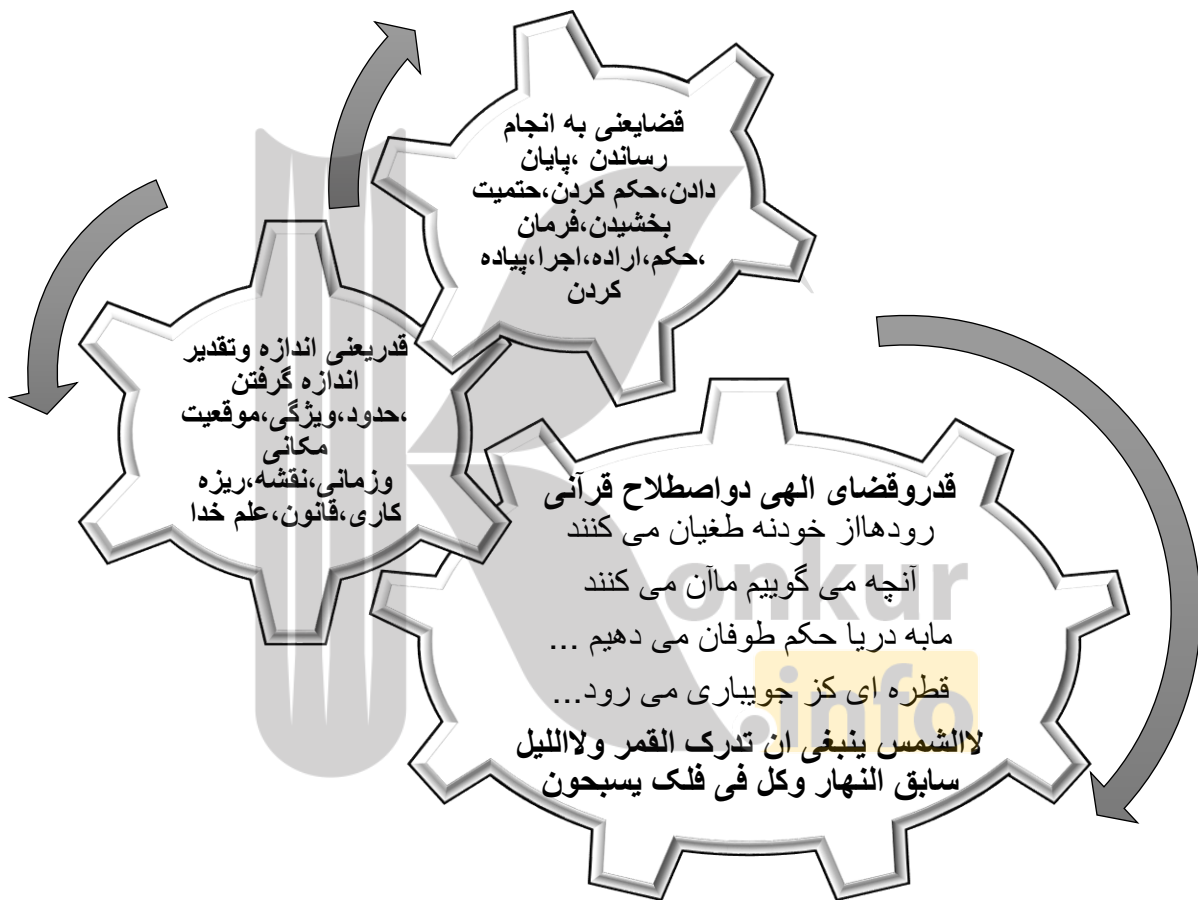 قضایعنی به انجام
رساندن ،پایان
دادن،حکم کردن،حتمیت
بخشیدن،فرمان
،حکم،اراده،اجرا،پیاده
کردن
قدریعنی اندازه وتقدیر
اندازه گرفتن
،حدود،ویژگی،موقعیت
مکانی
وزمانی،نقشه،ریزه
کاری،قانون،علم خدا
قدروقضای الهی دواصطلاح قرآنی
رودهااز خودنه طغیان می کنند
آنچه می گوییم ماآن می کنند
مابه دریا حکم طوفان می دهیم ...
قطره ای کز جویباری می رود...
لاالشمس ینبغی ان تدرک القمر ولااللیل
سابق النهار وکل فی فلک یسبحون
Konkur
.info